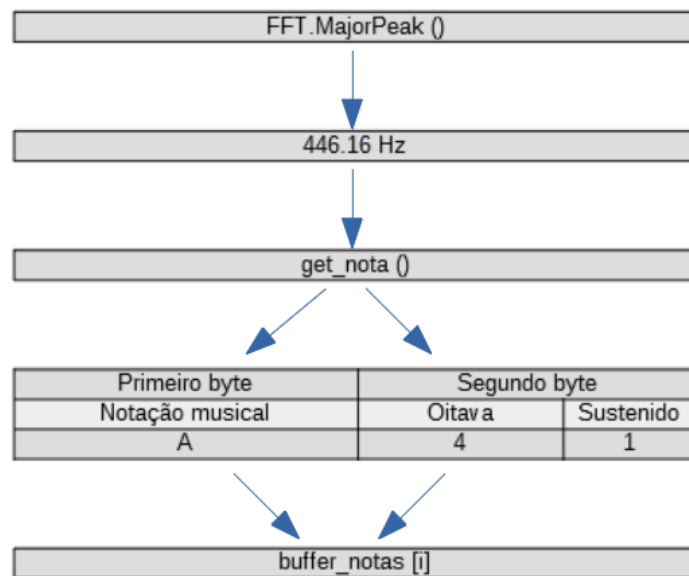 FFT.MajorPeak ()
446.16 Hz
get_nota ()
Primeiro byte Segundo byte
Notação musical Oitava Sustenido
A 4 1
buffer_notas [i]